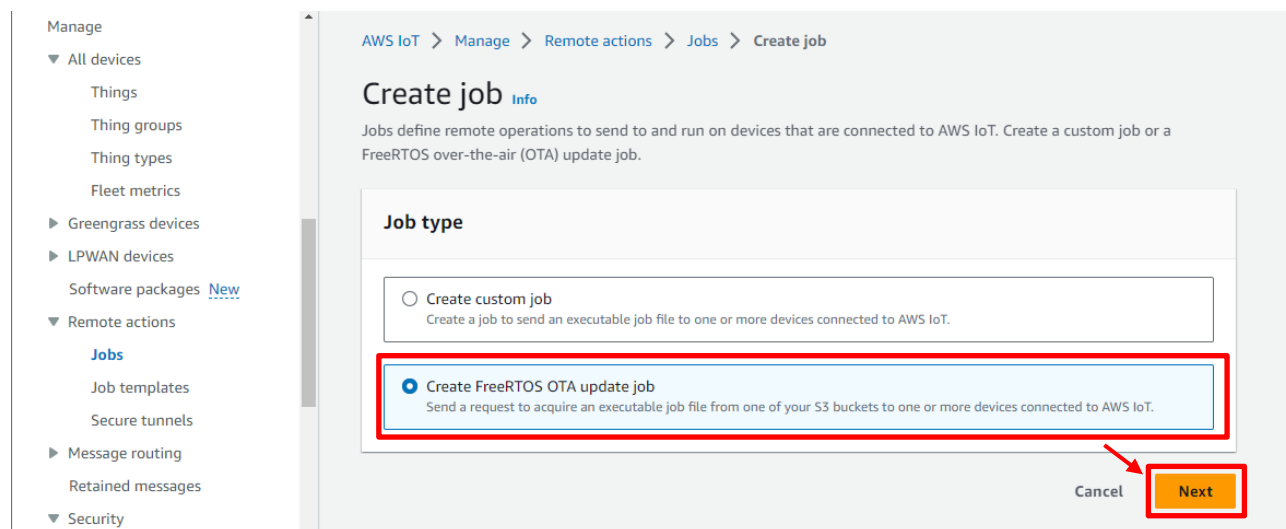 Manage
All devices
Things
Thing groups
Thing types
Fleet metrics
Greengrass devices
LPWAN devices
Software packages New
Remote actions
Jobs
Job templates
Secure tunnels
Message routing
Retained messages
Security
AWS IoT > Manage > Remote actions > Jobs > Create job
Create job Info
Jobs define remote operations to send to and run on devices that are connected to AWS IoT. Create a custom job or a
FreeRTOS over-the-air (OTA) update job.
Job type
Create custom job
Create a job to send an executable job file to one or more devices connected to AWS IoT.
Create FreeRTOS OTA update job
Send a request to acquire an executable job file from one of your S3 buckets to one or more devices connected to AWS IoT.
Cancel
Next